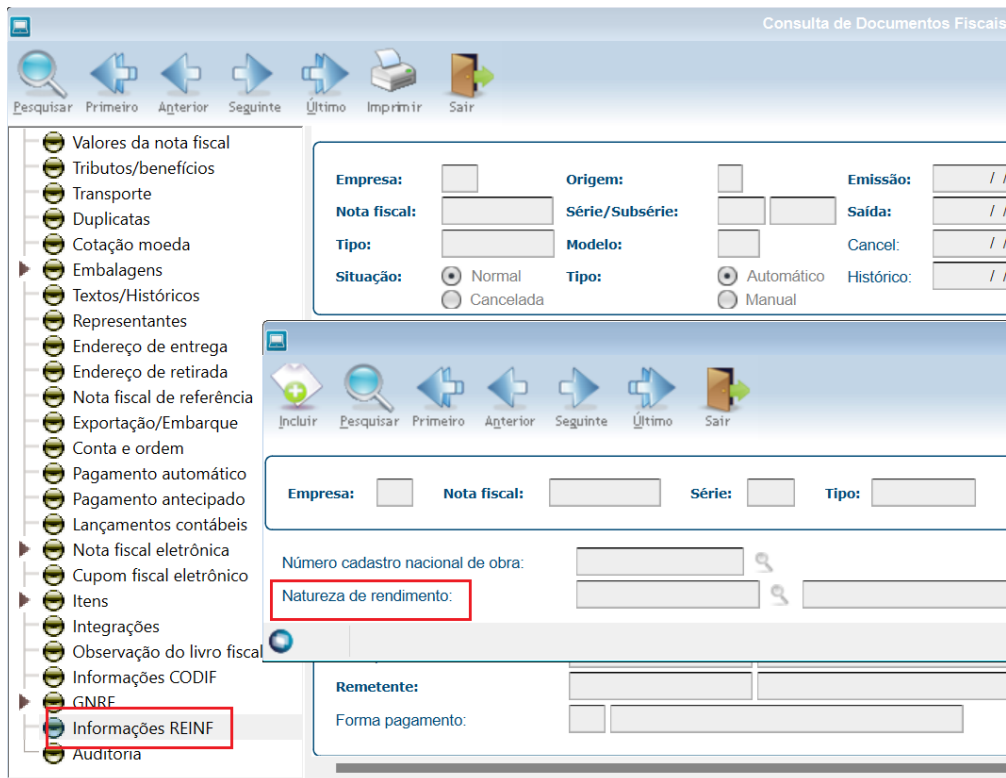 Consulta de Documentos Fiscais
Pesquisar Primeiro Anterior Seguinte Último Imprimir Sair
Valores da nota fiscal
Tributos/benefícios
Transporte
Duplicatas
Cotação moeda
Embalagens
Textos/Históricos
Representantes
Endereço de entrega
Endereço de retirada
Nota fiscal de referência
Exportação/Embarque
Conta e ordem
Pagamento automático
Pagamento antecipado
Lançamentos contábeis
Nota fiscal eletrônica
Cupom fiscal eletrônico
Itens
Integrações
Observação do livro fiscal
Informações CODIF
GNRE
Informações REINF
Auditoria
Empresa: Origem: Emissão: / /
Nota fiscal: Série/Subsérie: Saída: / /
Tipo: Modelo: Cancel: / /
Situação: Normal Tipo: Automático Histórico: / /
Cancelada Manual
Incluir Pesquisar Primeiro Anterior Seguinte Último Sair
Empresa: Nota fiscal: Série: Tipo:
Número cadastro nacional de obra:
Natureza de rendimento:
Remetente:
Forma pagamento: